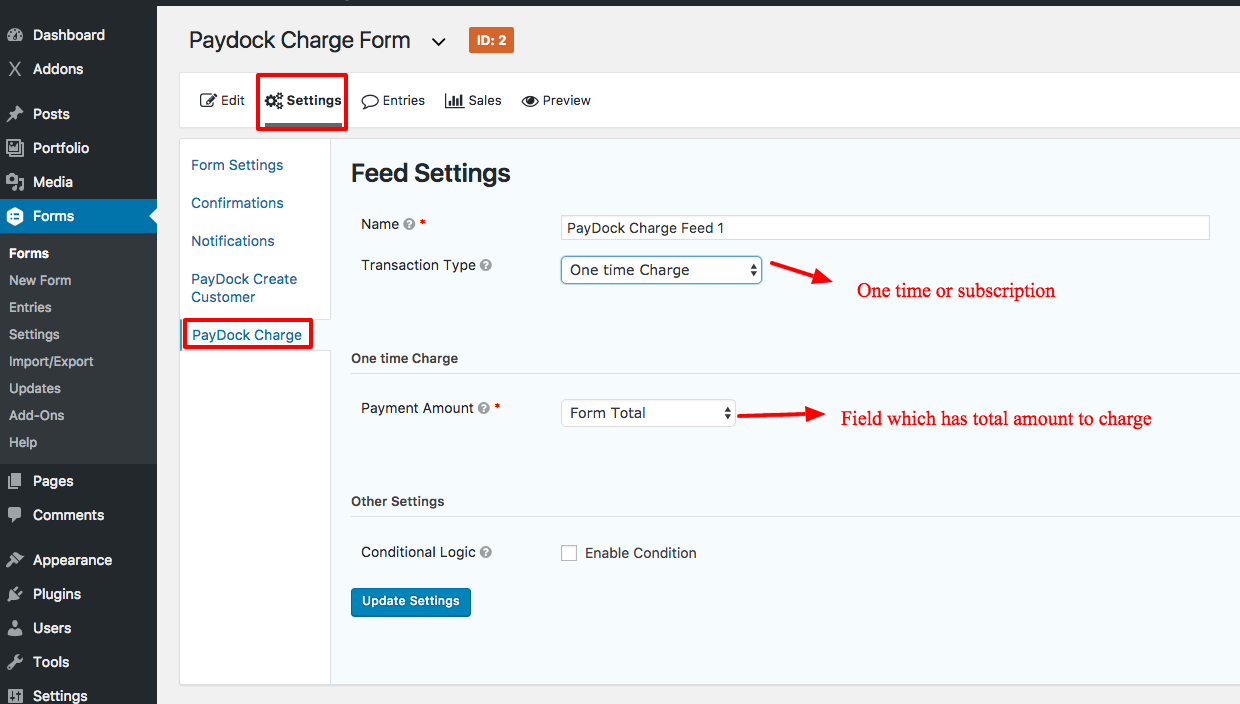 Dashboard
Addons
Posts
Portfolio
Media
Forms
Forms
New Form
Entries
Settings
Import/Export
Updates
Add-Ons
Help
Pages
Comments
Appearance
Plugins
Users
Tools
Settings
Paydock Charge Form
ID: 2
Edit
Settings
Entries
Sales
Preview
Form Settings
Confirmations
Notifications
PayDock Create
Customer
PayDock Charge
Feed Settings
Name ? *
PayDock Charge Feed 1
Transaction Type ?
One time Charge
One time or subscription
One time Charge
Payment Amount ? *
Form Total
Field which has total amount to charge
Other Settings
Conditional Logic ?
Enable Condition
Update Settings